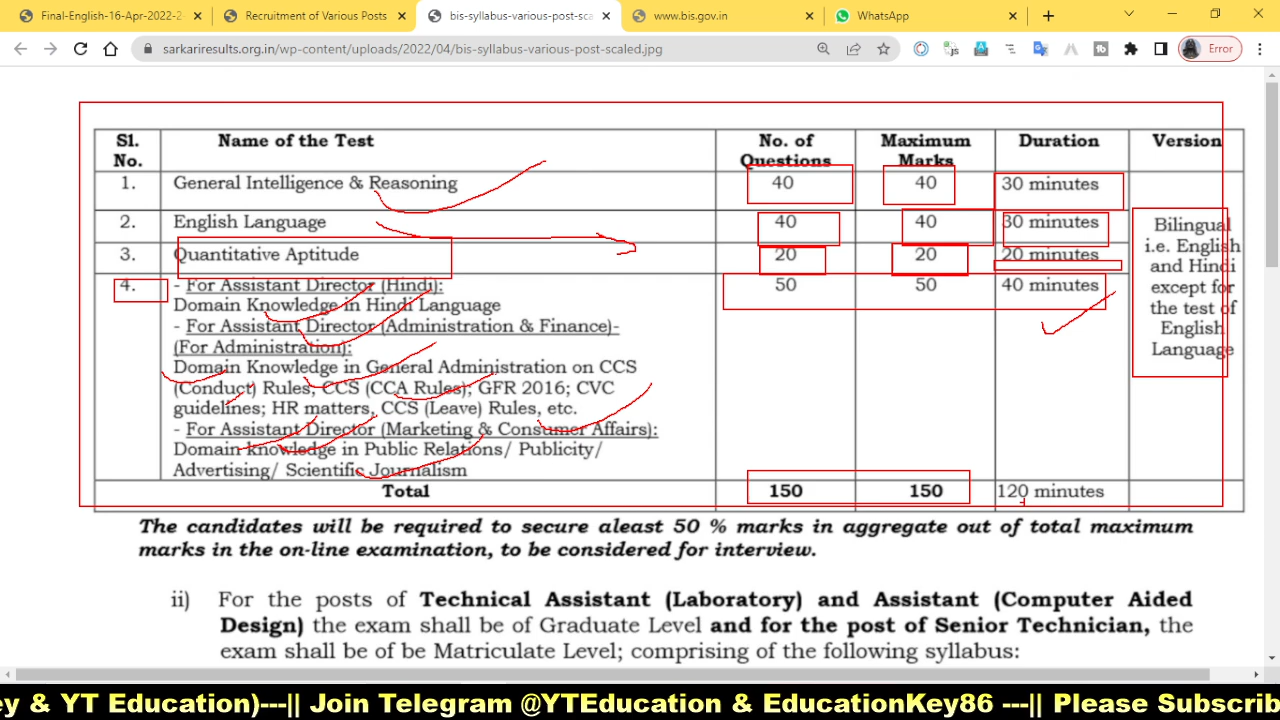 Final-English-16-Apr-2022-2
Recruitment of Various Posts
bis-syllabus-various-post-sca
www.bis.gov.in
WhatsApp
sarkariresults.org.in/wp-content/uploads/2022/04/bis-syllabus-various-post-scaled.jpg
Error
Sl. No. Name of the Test No. of Questions Maximum Marks Duration Version
1. General Intelligence & Reasoning 40 40 30 minutes
2. English Language 40 40 30 minutes
3. Quantitative Aptitude 20 20 20 minutes
4. - For Assistant Director (Hindi): 50 50 40 minutes
Domain Knowledge in Hindi Language
- For Assistant Director (Administration & Finance)-
(For Administration):
Domain Knowledge in General Administration on CCS
(Conduct) Rules, CCS (CCA Rules), GFR 2016; CVC
guidelines; HR matters, CCS (Leave) Rules, etc.
- For Assistant Director (Marketing & Consumer Affairs):
Domain knowledge in Public Relations/ Publicity/
Advertising/ Scientific Journalism
Bilingual
i.e. English
and Hindi
except for
the test of
English
Language
Total 150 150 120 minutes
The candidates will be required to secure aleast 50 % marks in aggregate out of total maximum
marks in the on-line examination, to be considered for interview.
ii) For the posts of Technical Assistant (Laboratory) and Assistant (Computer Aided
Design) the exam shall be of Graduate Level and for the post of Senior Technician, the
exam shall be of be Matriculate Level; comprising of the following syllabus:
y & YT Education)---|| Join Telegram @YTEducation & EducationKey86 ---|| Please Subscrib